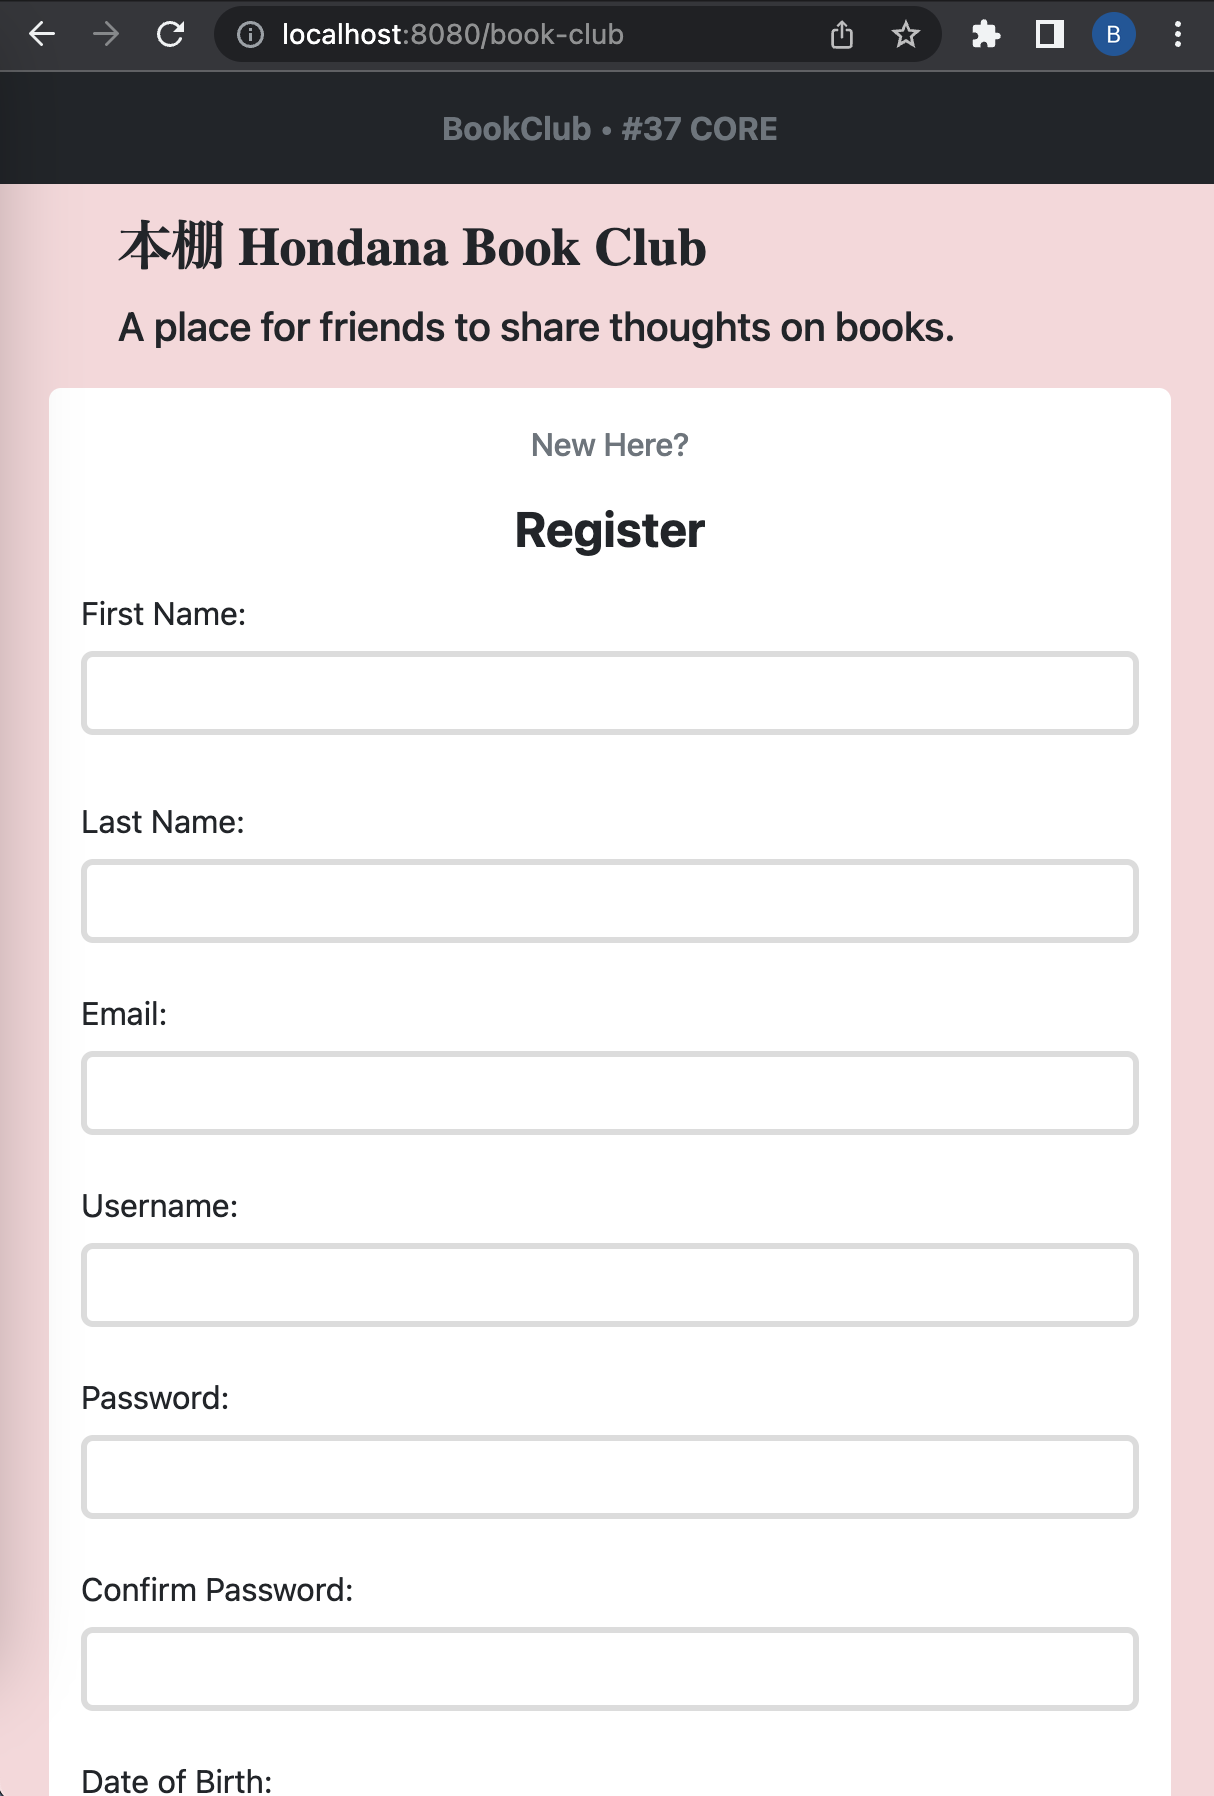 localhost:8080/book-club
B
BookClub • #37 CORE
本棚 Hondana Book Club
A place for friends to share thoughts on books.
New Here?
Register
First Name:
Last Name:
Email:
Username:
Password:
Confirm Password:
Date of Birth: